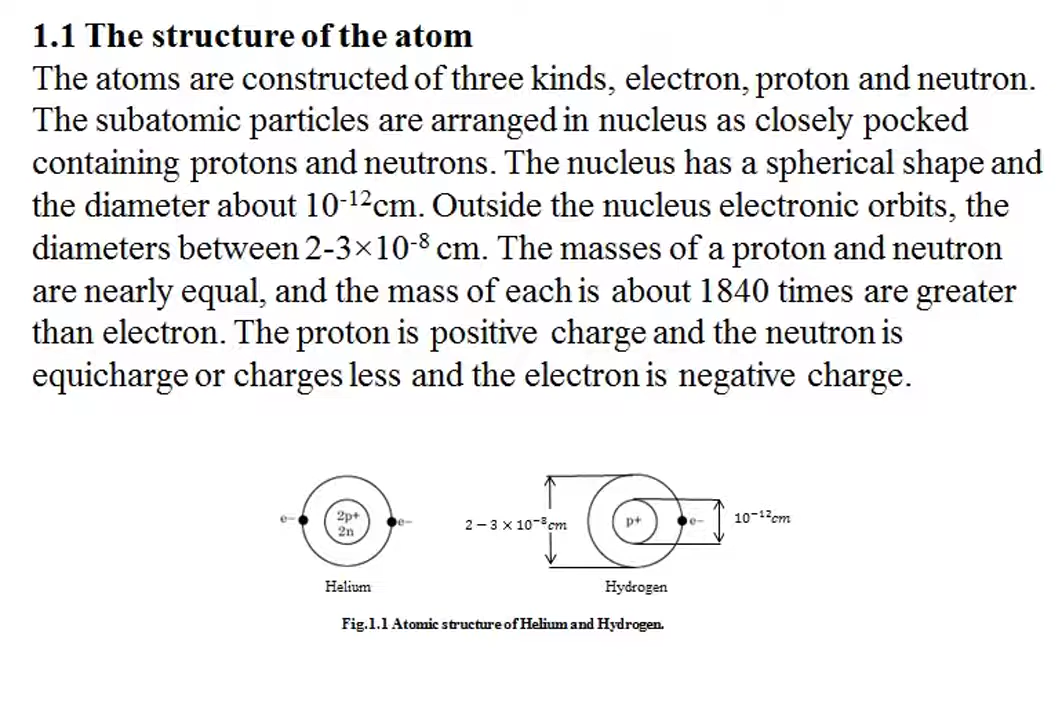 1.1 The structure of the atom
The atoms are constructed of three kinds, electron, proton and neutron.
The subatomic particles are arranged in nucleus as closely pocked
containing protons and neutrons. The nucleus has a spherical shape and
the diameter about 10⁻¹²cm. Outside the nucleus electronic orbits, the
diameters between 2-3×10⁻⁸ cm. The masses of a proton and neutron
are nearly equal, and the mass of each is about 1840 times are greater
than electron. The proton is positive charge and the neutron is
equicharge or charges less and the electron is negative charge.
e−
2p+
2n
e−
2 − 3 × 10⁻⁸cm
p+
e−
10⁻¹²cm
Helium
Hydrogen
Fig.1.1 Atomic structure of Helium and Hydrogen.